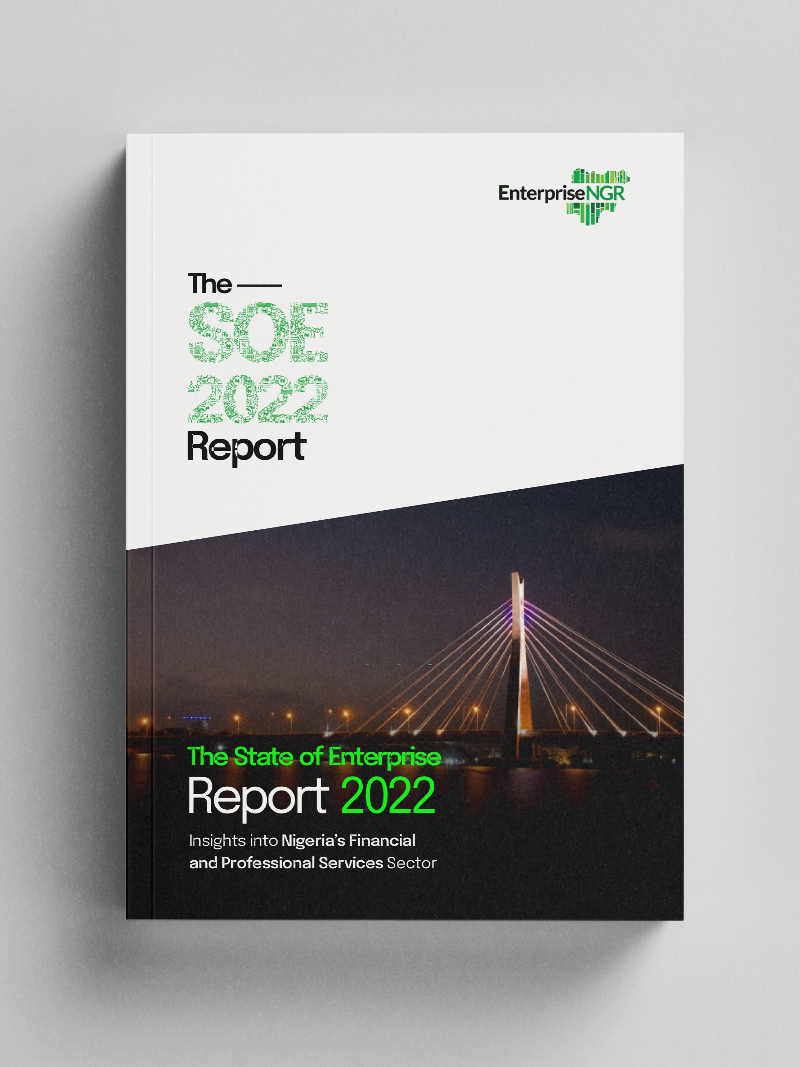 EnterpriseNGR
The
SOE
2022
Report
The State of Enterprise
Report 2022
Insights into Nigeria's Financial
and Professional Services Sector